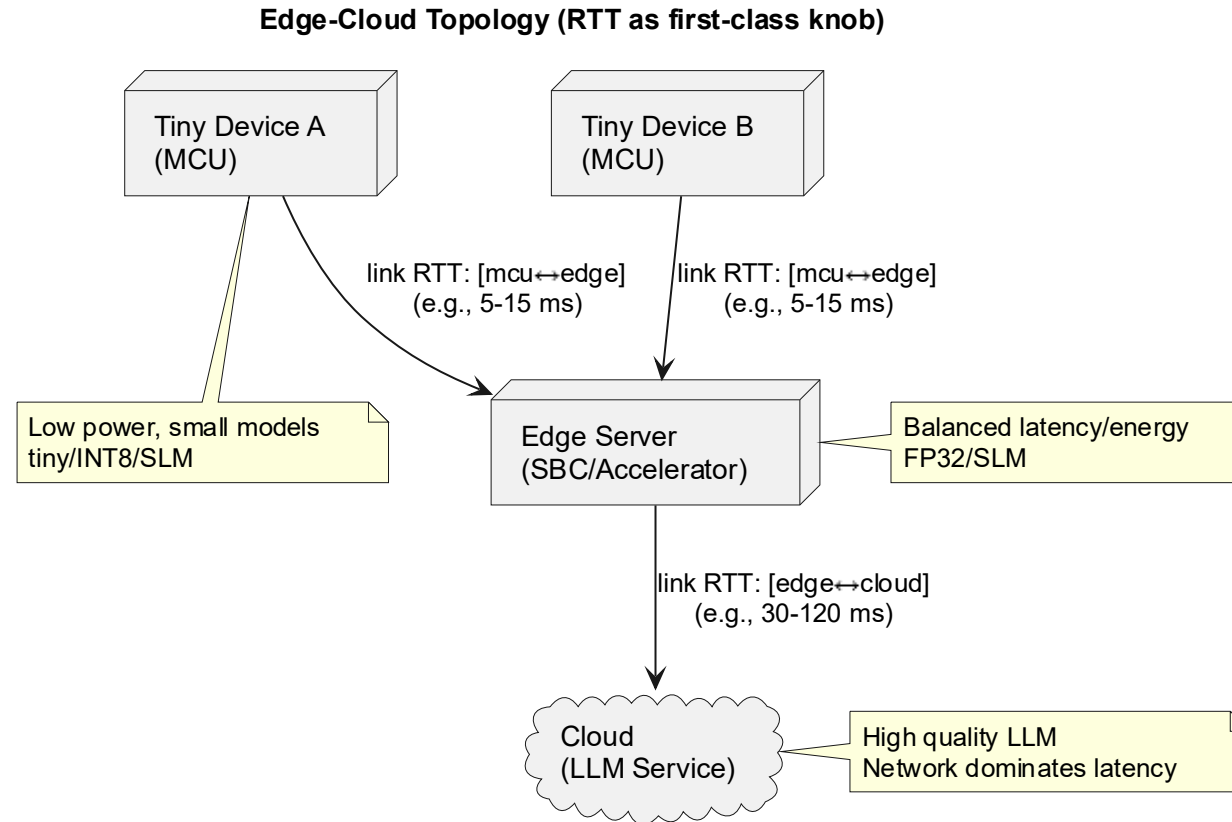 Edge-Cloud Topology (RTT as first-class knob)
Tiny Device A
(MCU)
Tiny Device B
(MCU)
link RTT: [mcu↔edge]
(e.g., 5-15 ms)
link RTT: [mcu↔edge]
(e.g., 5-15 ms)
Low power, small models
tiny/INT8/SLM
Edge Server
(SBC/Accelerator)
Balanced latency/energy
FP32/SLM
link RTT: [edge↔cloud]
(e.g., 30-120 ms)
Cloud
(LLM Service)
High quality LLM
Network dominates latency